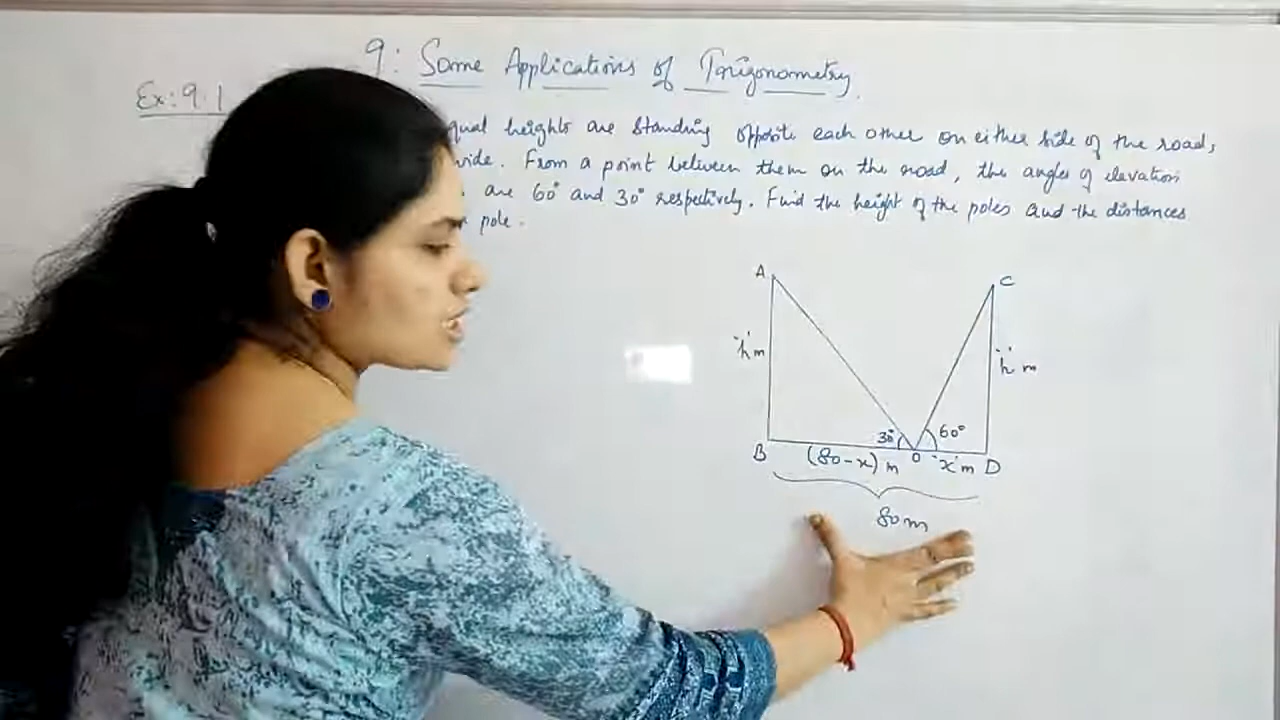 9: Some Applications of Trigonometry.
Ex: 9.1
qual heights are standing opposite each other on either side of the road,
wide. From a point between them on the road, the angles of elevation
are 60° and 30° respectively. Find the height of the poles and the distances
pole.
A
C
'h' m
'h' m
30°
60°
B
(80-x) m
O
'x' m
D
80m